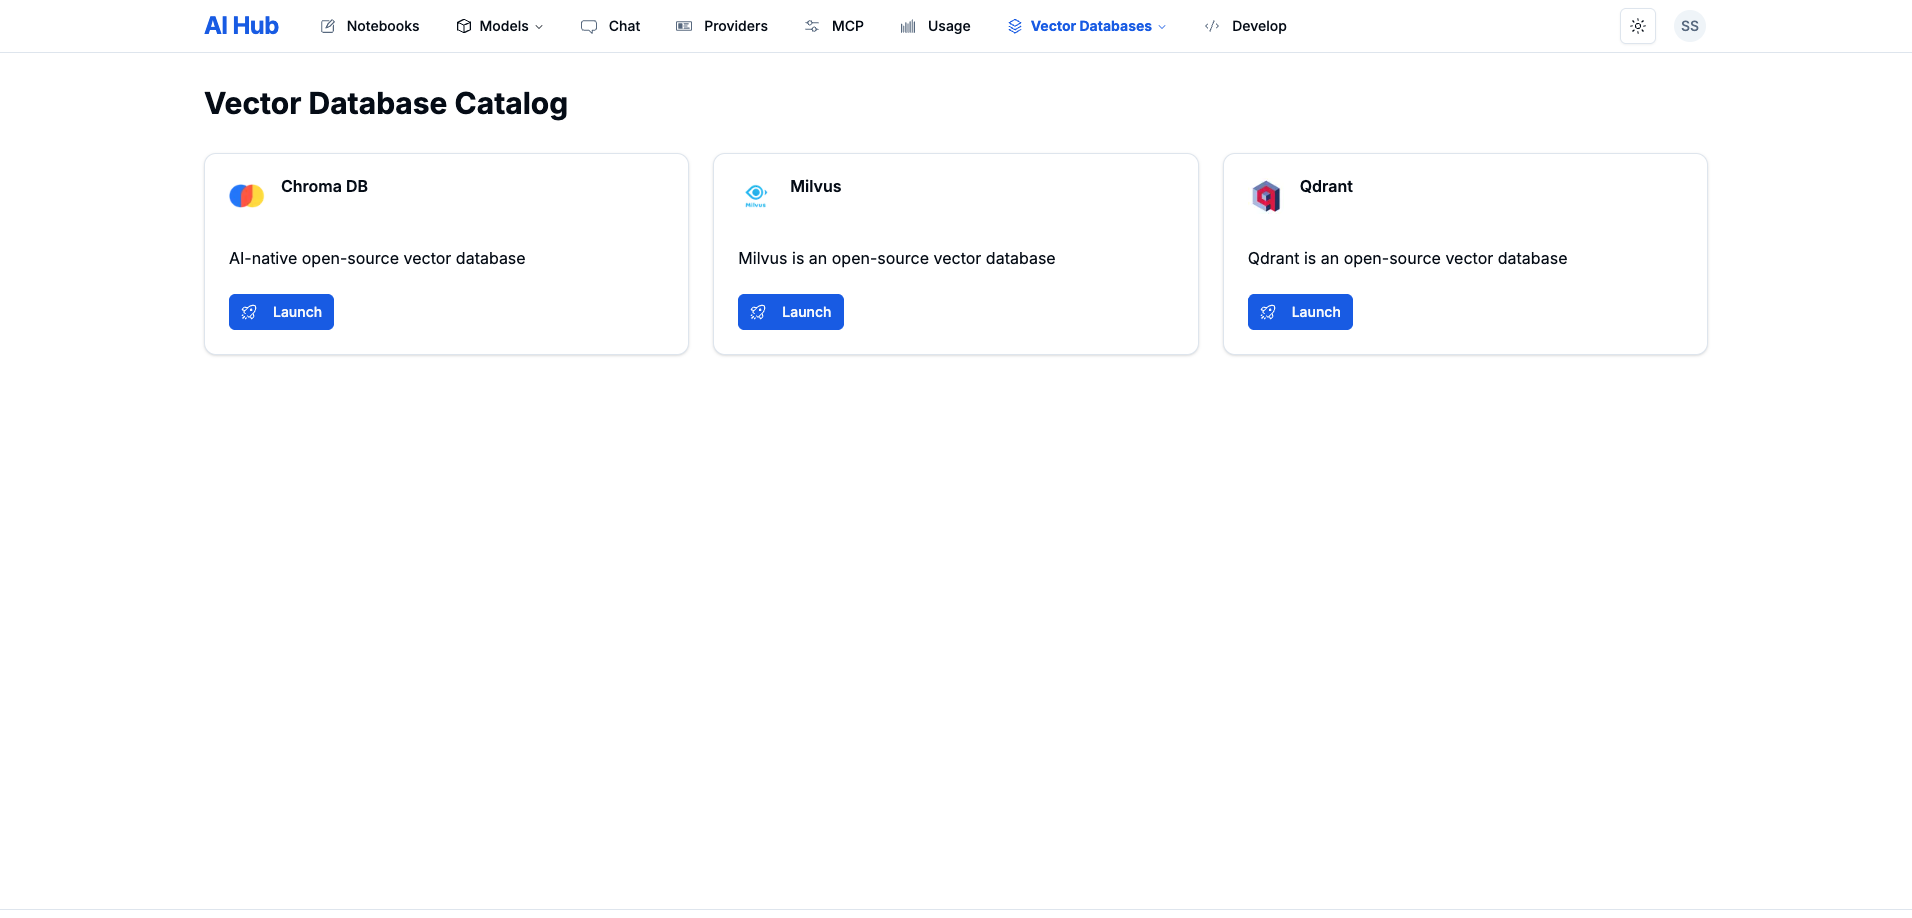 AI Hub Notebooks Models Chat Providers MCP Usage Vector Databases Develop SS
Vector Database Catalog
Chroma DB
AI-native open-source vector database
Launch
Milvus
Milvus
Milvus is an open-source vector database
Launch
Qdrant
Qdrant is an open-source vector database
Launch